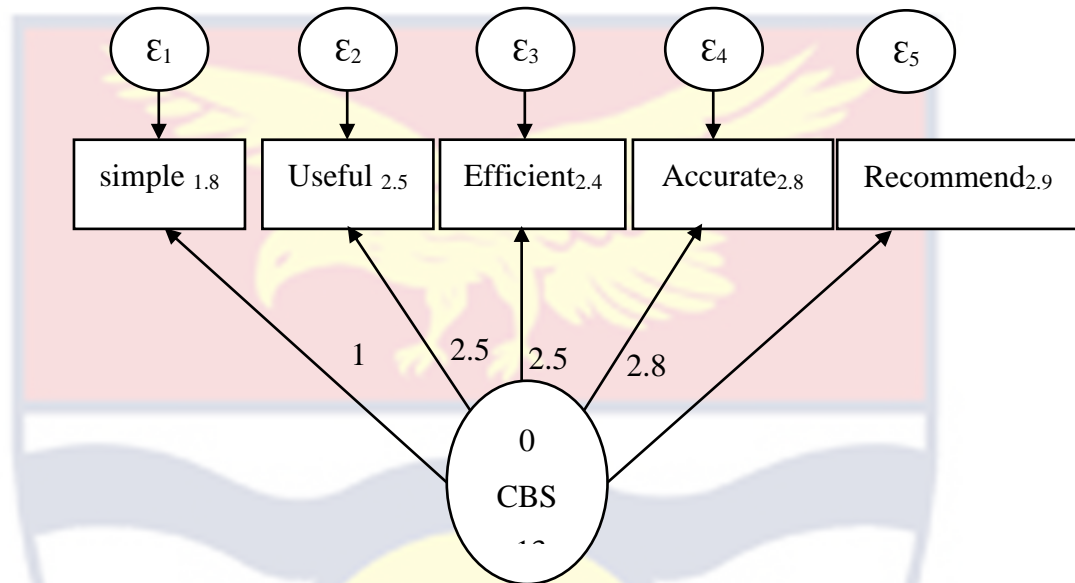 ε1 ε2 ε3 ε4 ε5
simple 1.8 Useful 2.5 Efficient2.4 Accurate2.8 Recommend2.9
1 2.5 2.5 2.8
0
CBS